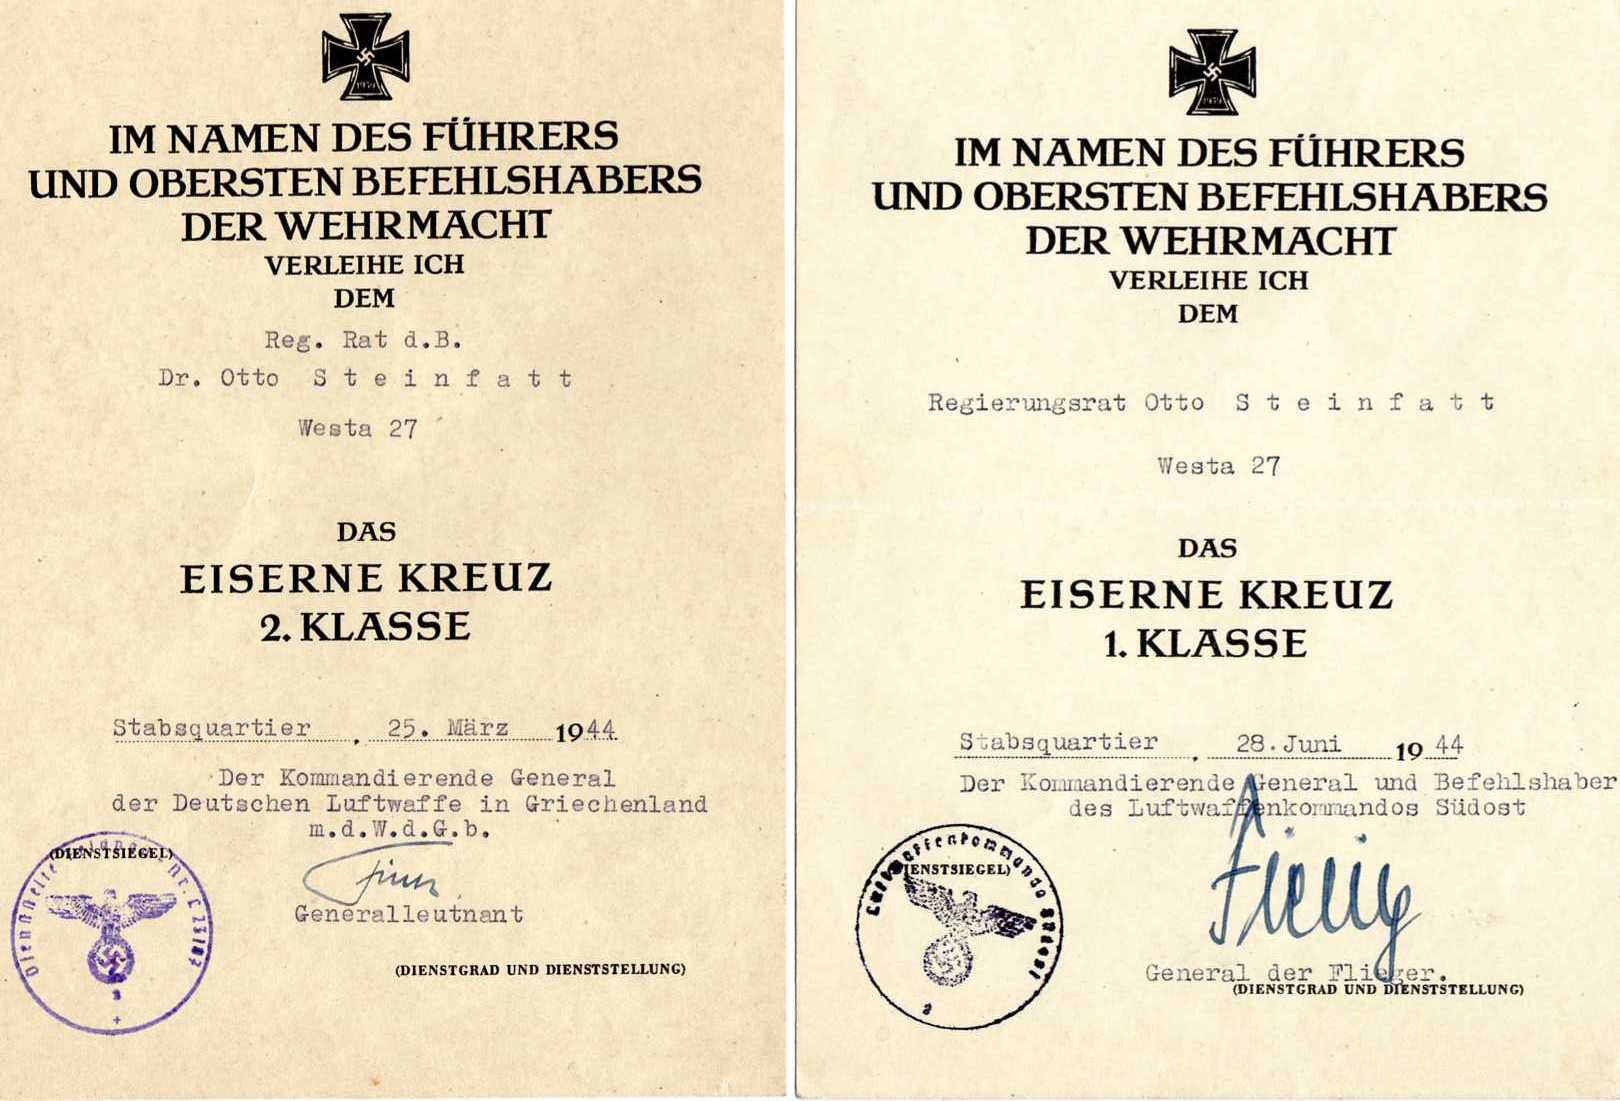 1939
IM NAMEN DES FÜHRERS
UND OBERSTEN BEFEHLSHABERS
DER WEHRMACHT
VERLEIHE ICH
DEM
Reg. Rat d.B.
Dr. Otto S t e i n f a t t
Westa 27
DAS
EISERNE KREUZ
2. KLASSE
Stabsquartier , 25. März 1944
Der Kommandierende General
der Deutschen Luftwaffe in Griechenland
m.d.W.d.G.b.
(DIENSTSIEGEL)
Generalleutnant
(DIENSTGRAD UND DIENSTSTELLUNG)
1939
IM NAMEN DES FÜHRERS
UND OBERSTEN BEFEHLSHABERS
DER WEHRMACHT
VERLEIHE ICH
DEM
Regierungsrat Otto S t e i n f a t t
Westa 27
DAS
EISERNE KREUZ
1. KLASSE
Stabsquartier , 28.Juni 1944
Der Kommandierende General und Befehlshaber
des Luftwaffenkommandos Südost
Luftwaffenkommando Südost
(DIENSTSIEGEL)
General der Flieger.
(DIENSTGRAD UND DIENSTSTELLUNG)